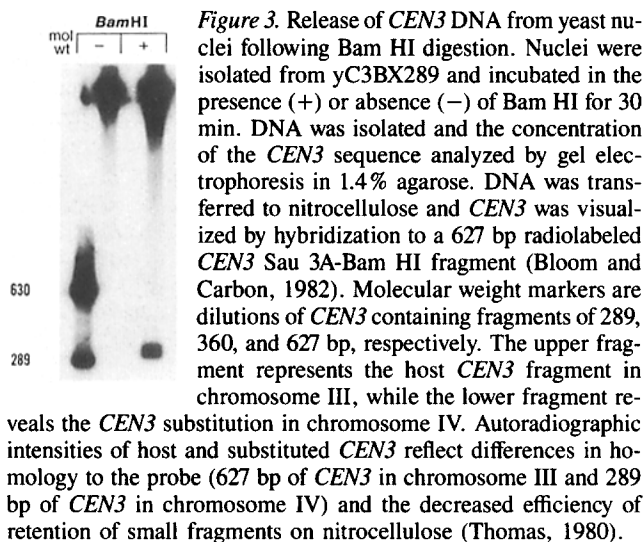 BamHI
mol
wt
− +
630
289
Figure 3. Release of CEN3 DNA from yeast nu-
clei following Bam HI digestion. Nuclei were
isolated from yC3BX289 and incubated in the
presence (+) or absence (−) of Bam HI for 30
min. DNA was isolated and the concentration
of the CEN3 sequence analyzed by gel elec-
trophoresis in 1.4% agarose. DNA was trans-
ferred to nitrocellulose and CEN3 was visual-
ized by hybridization to a 627 bp radiolabeled
CEN3 Sau 3A-Bam HI fragment (Bloom and
Carbon, 1982). Molecular weight markers are
dilutions of CEN3 containing fragments of 289,
360, and 627 bp, respectively. The upper frag-
ment represents the host CEN3 fragment in
chromosome III, while the lower fragment re-
veals the CEN3 substitution in chromosome IV. Autoradiographic
intensities of host and substituted CEN3 reflect differences in ho-
mology to the probe (627 bp of CEN3 in chromosome III and 289
bp of CEN3 in chromosome IV) and the decreased efficiency of
retention of small fragments on nitrocellulose (Thomas, 1980).